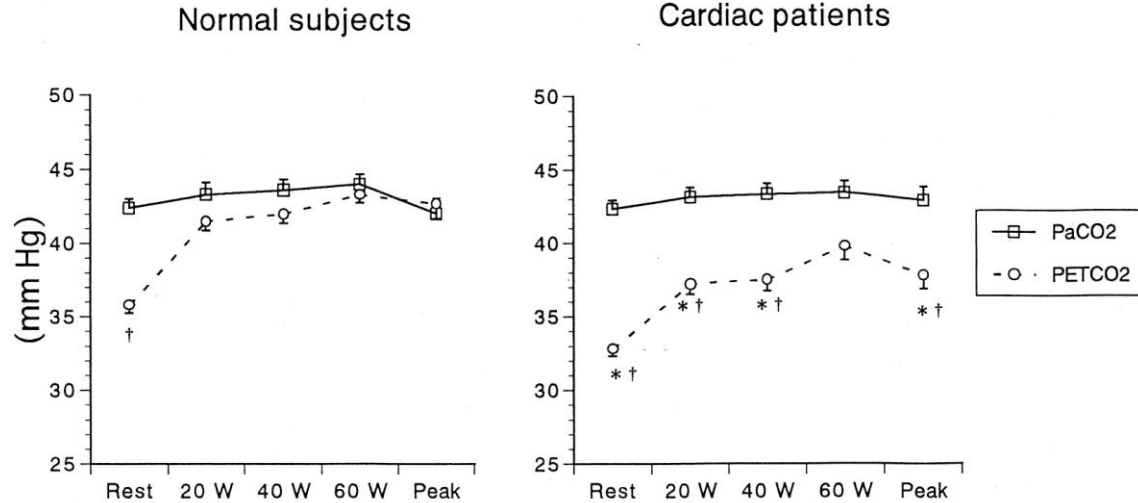 Normal subjects
Cardiac patients
(mm Hg)
50
45
40
35
30
25
†
Rest 20 W 40 W 60 W Peak
50
45
40
35
30
25
* †
* †
* †
* †
Rest 20 W 40 W 60 W Peak
PaCO2
PETCO2